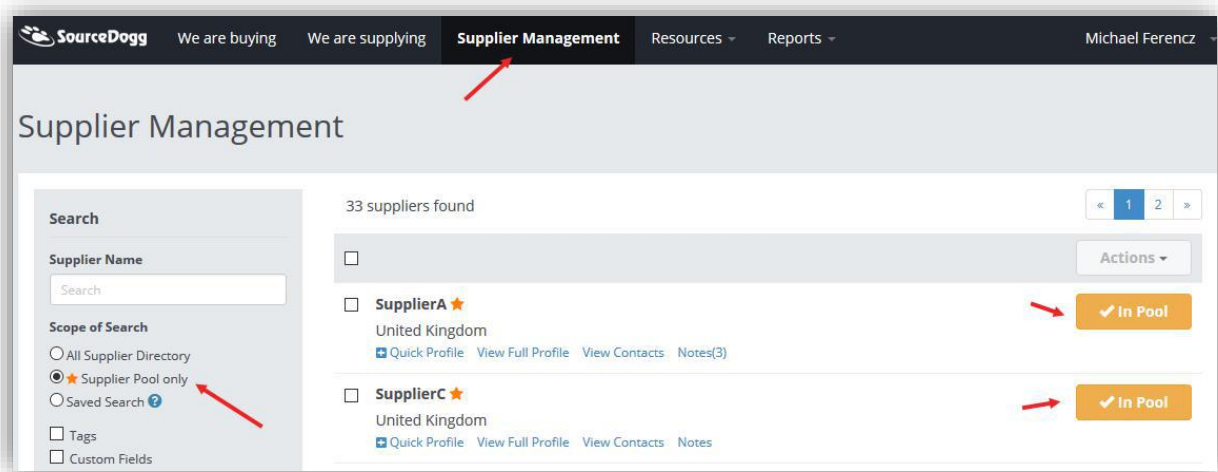 SourceDogg We are buying We are supplying Supplier Management Resources Reports Michael Ferencz
Supplier Management
Search
Supplier Name
Search
Scope of Search
All Supplier Directory
Supplier Pool only
Saved Search ?
Tags
Custom Fields
33 suppliers found
« 1 2 »
Actions
SupplierA
In Pool
United Kingdom
Quick Profile View Full Profile View Contacts Notes(3)
SupplierC
In Pool
United Kingdom
Quick Profile View Full Profile View Contacts Notes